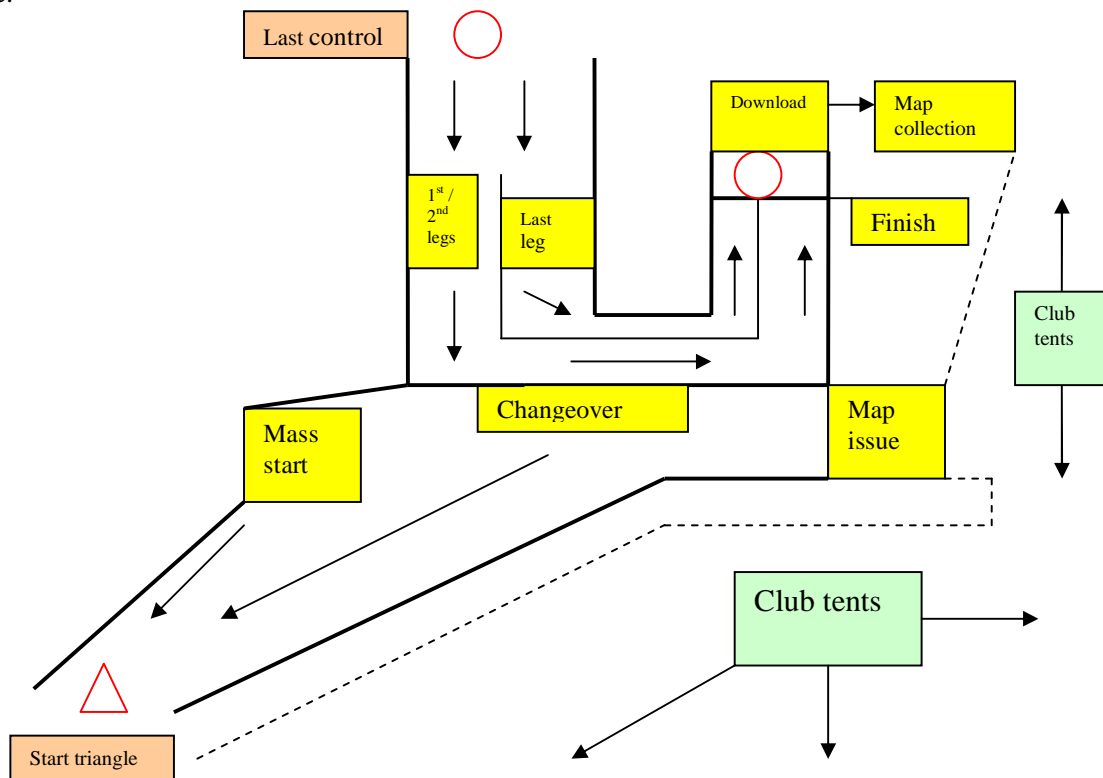 Last control
Download
Map
collection
1st /
2nd
legs
Last
leg
Finish
Club
tents
Changeover
Map
issue
Mass
start
Club tents
Start triangle